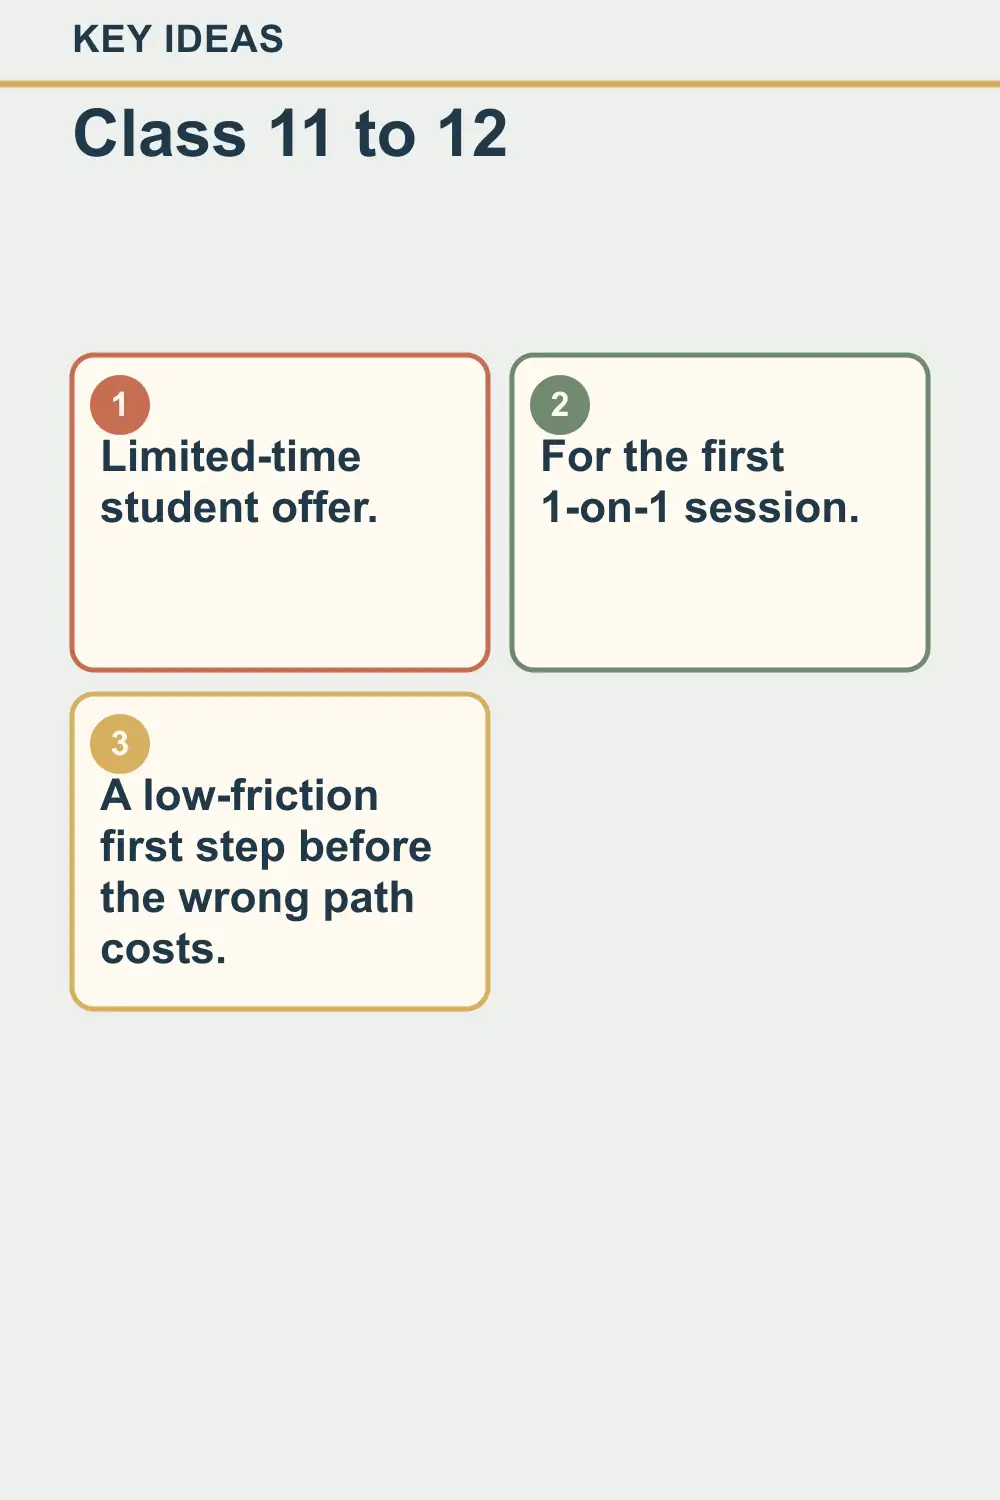 KEY IDEAS
Class 11 to 12
1
Limited-time
student offer.
2
For the first
1-on-1 session.
3
A low-friction
first step before
the wrong path
costs.